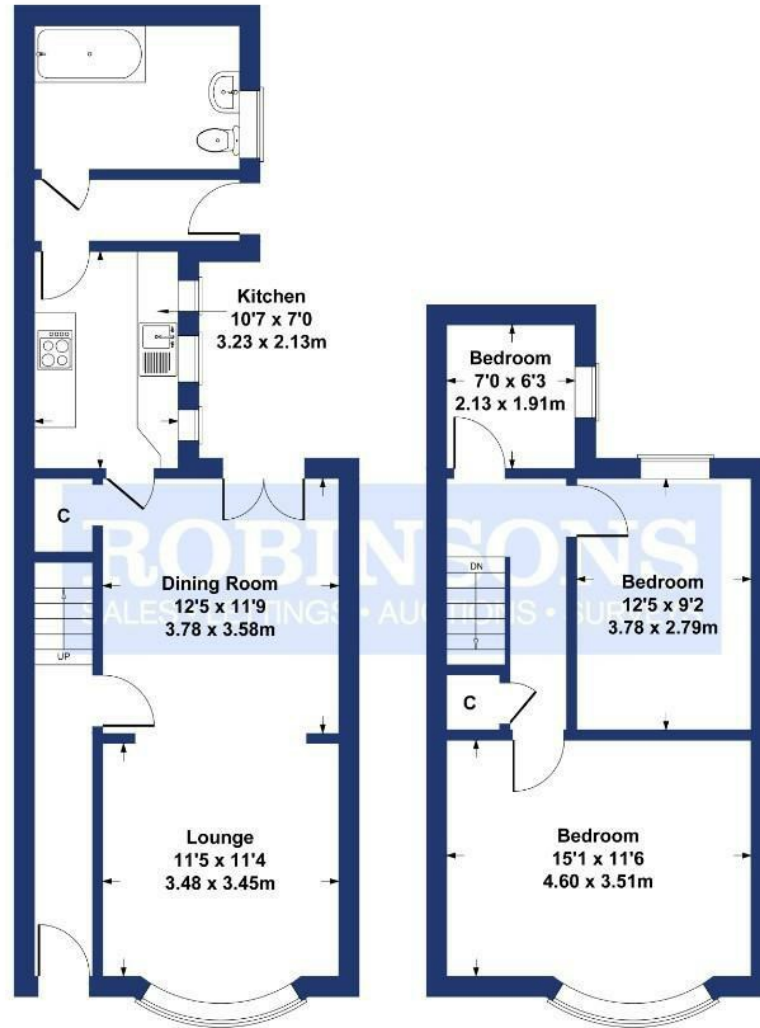 Kitchen
10'7 x 7'0
3.23 x 2.13m
C
Dining Room
12'5 x 11'9
3.78 x 3.58m
UP
Lounge
11'5 x 11'4
3.48 x 3.45m
Bedroom
7'0 x 6'3
2.13 x 1.91m
DN
Bedroom
12'5 x 9'2
3.78 x 2.79m
C
Bedroom
15'1 x 11'6
4.60 x 3.51m
ROBINSONS
SALES • LETTINGS • AUCTIONS •